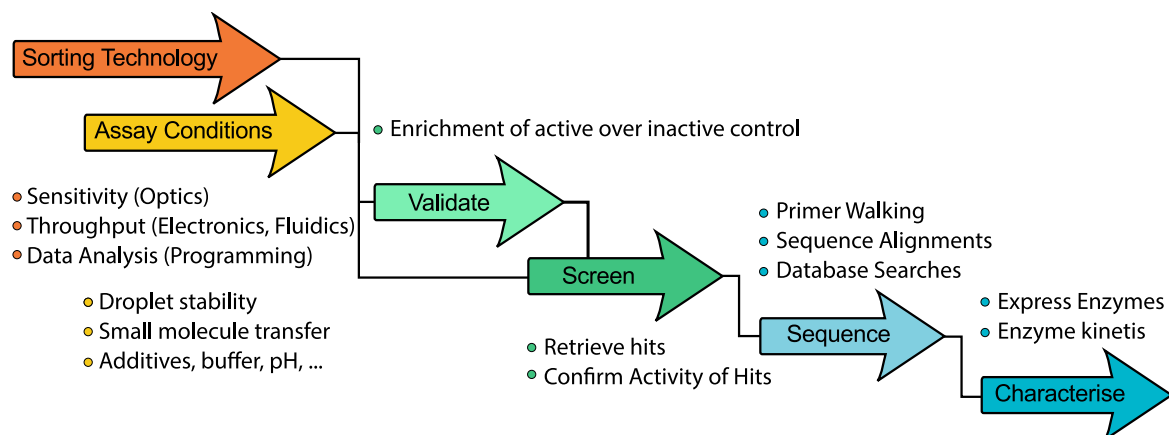 Sorting Technology
Assay Conditions
Enrichment of active over inactive control
Sensitivity (Optics)
Throughput (Electronics, Fluidics)
Data Analysis (Programming)
Validate
Primer Walking
Sequence Alignments
Database Searches
Droplet stability
Small molecule transfer
Additives, buffer, pH, ...
Screen
Retrieve hits
Confirm Activity of Hits
Sequence
Express Enzymes
Enzyme kinetis
Characterise